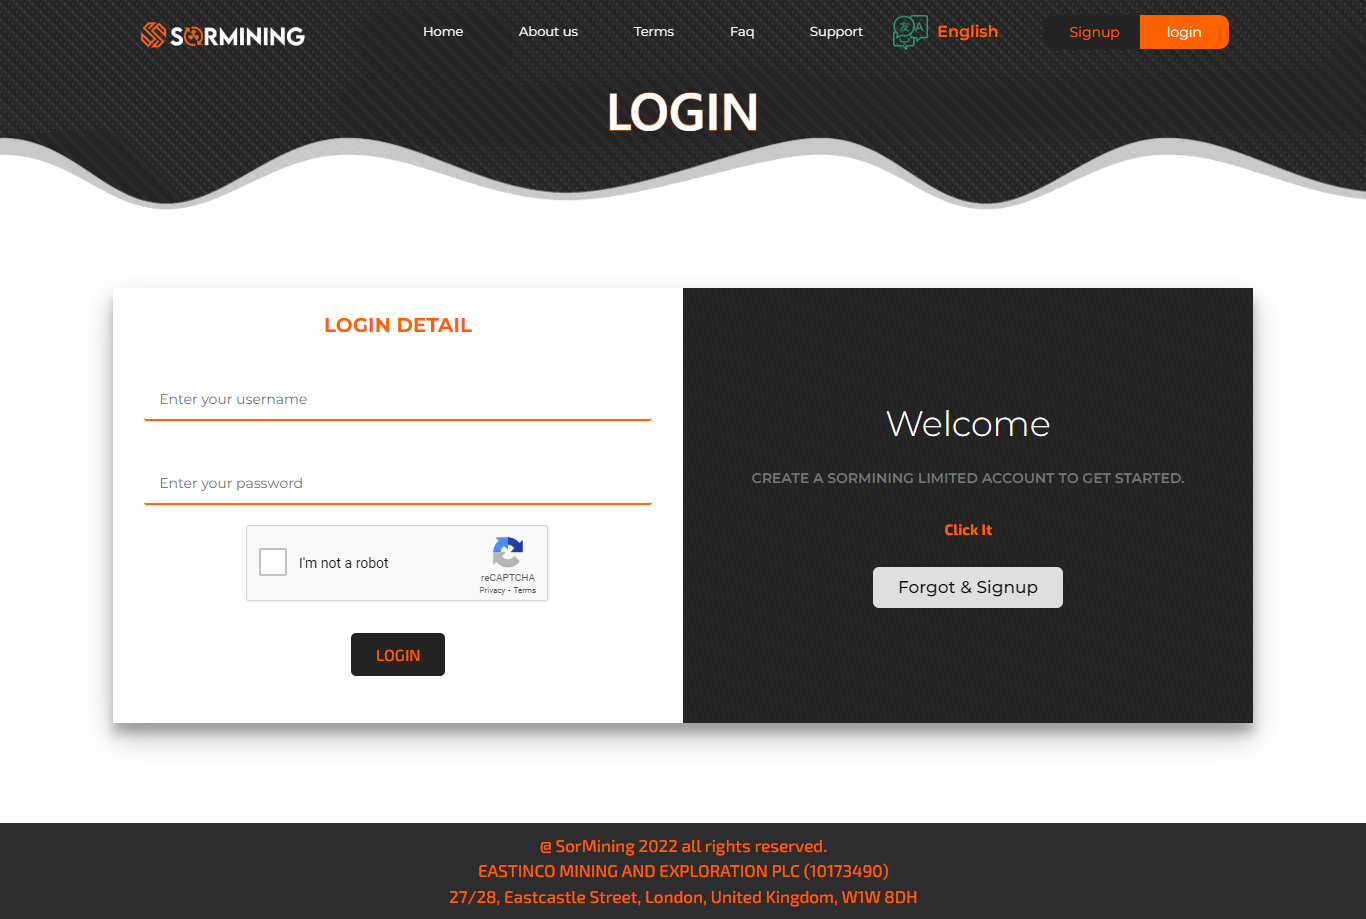 SORMINING
Home
About us
Terms
Faq
Support
English
Signup
login
LOGIN
LOGIN DETAIL
Enter your username
Enter your password
I'm not a robot
reCAPTCHA
Privacy - Terms
LOGIN
Welcome
CREATE A SORMINING LIMITED ACCOUNT TO GET STARTED.
Click It
Forgot & Signup
@ SorMining 2022 all rights reserved.
EASTINCO MINING AND EXPLORATION PLC (10173490)
27/28, Eastcastle Street, London, United Kingdom, W1W 8DH